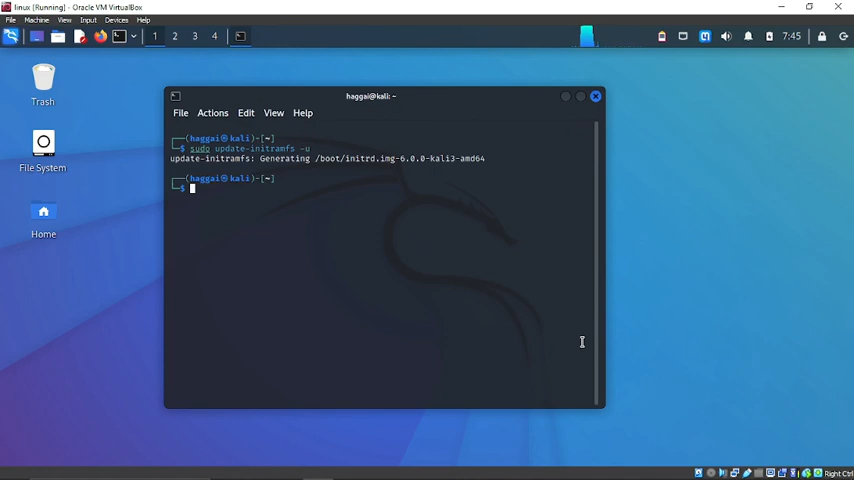 linux [Running] - Oracle VM VirtualBox
File Machine View Input Devices Help
1 2 3 4 7:45
Trash
File System
Home
haggai@kali: ~
File Actions Edit View Help
┌──(haggai㉿kali)-[~]
└─$ sudo update-initramfs -u
update-initramfs: Generating /boot/initrd.img-6.0.0-kali3-amd64
┌──(haggai㉿kali)-[~]
└─$
Right Ctrl